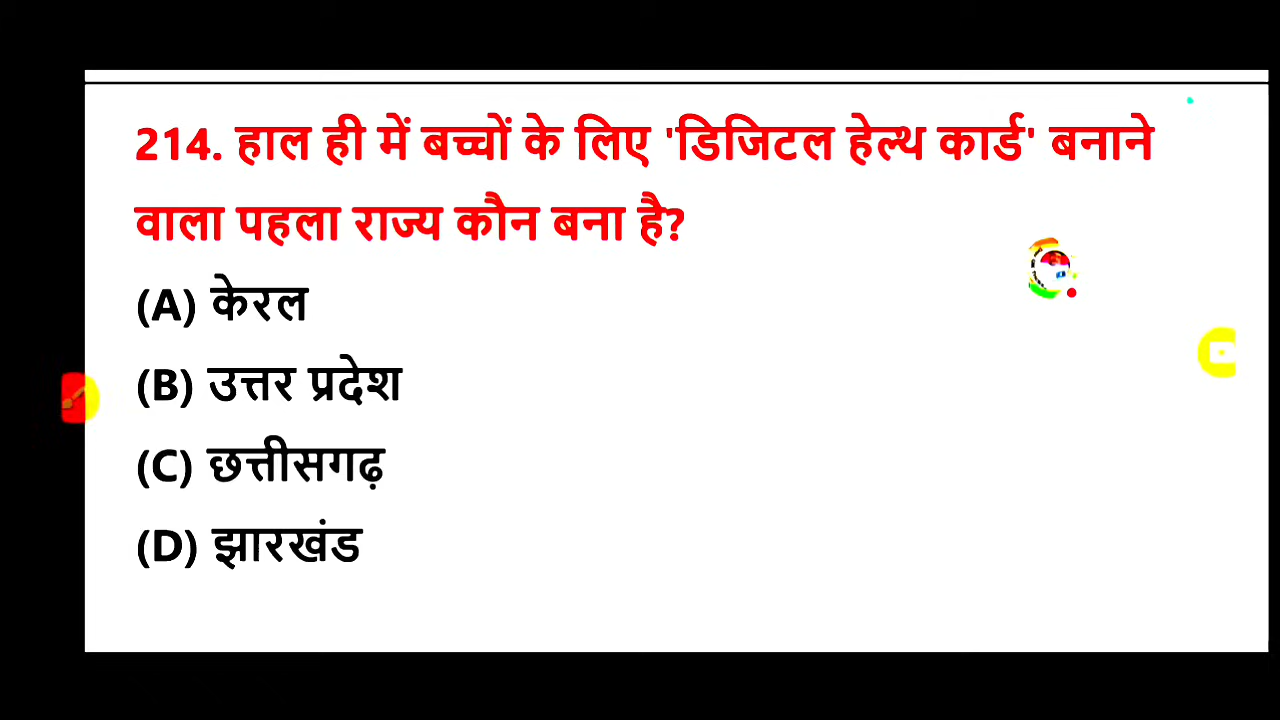 214. हाल ही में बच्चों के लिए 'डिजिटल हेल्थ कार्ड' बनाने
वाला पहला राज्य कौन बना है?
(A) केरल
(B) उत्तर प्रदेश
(C) छत्तीसगढ़
(D) झारखंड